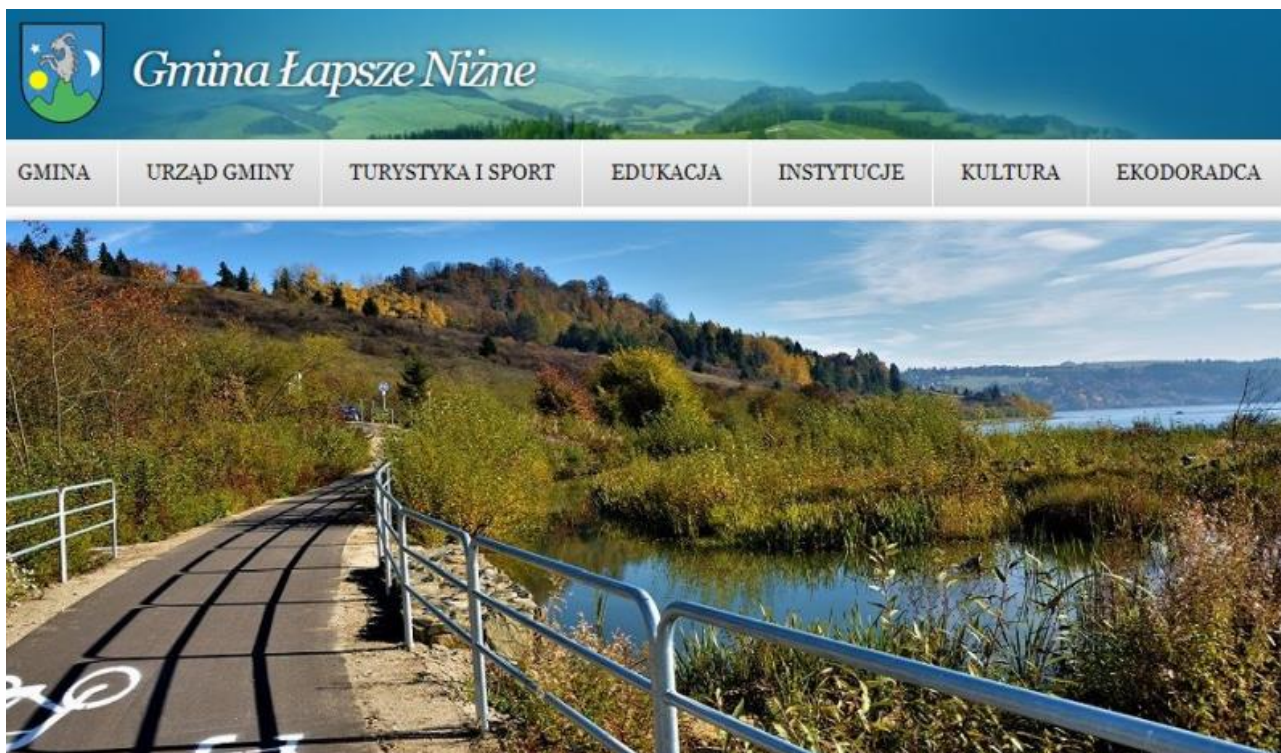 Gmina Łapsze Niżne
GMINA
URZĄD GMINY
TURYSTYKA I SPORT
EDUKACJA
INSTYTUCJE
KULTURA
EKODORADCA